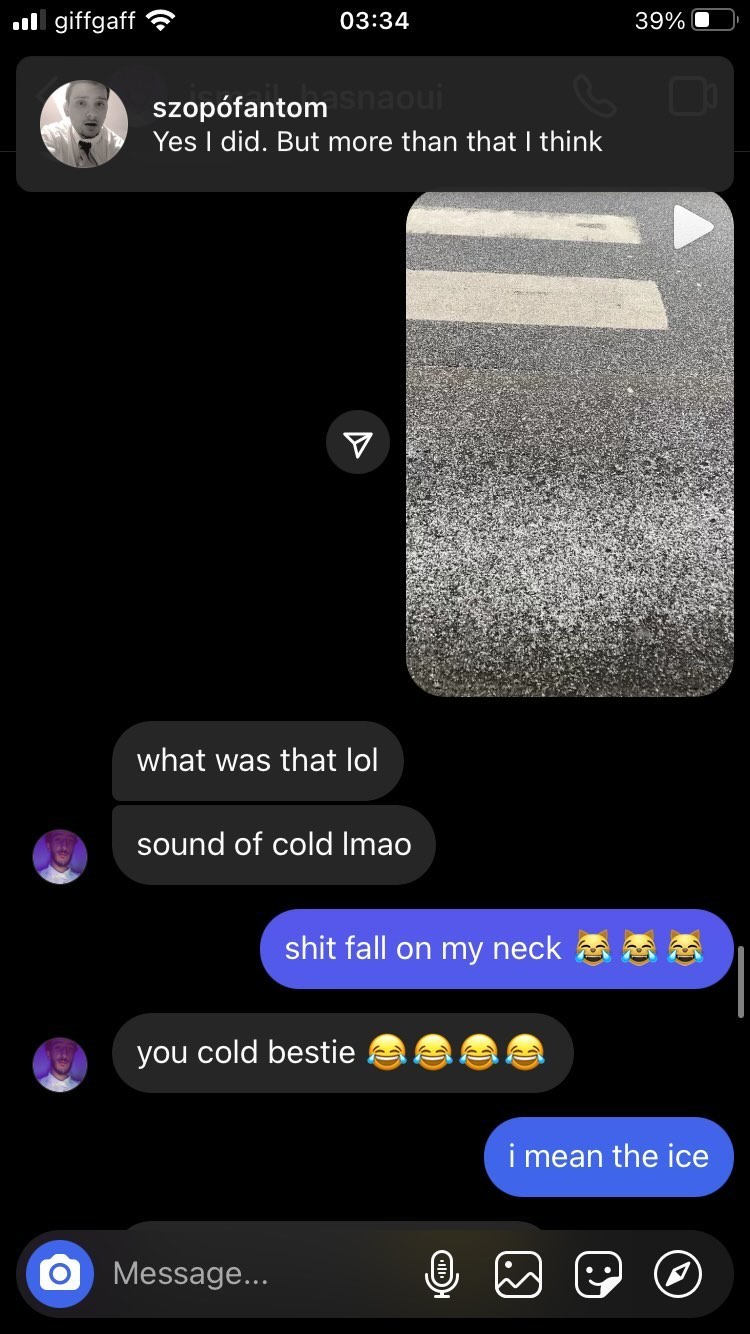 giffgaff
03:34
39%
szopófantom
Yes I did. But more than that I think
what was that lol
sound of cold lmao
shit fall on my neck 😹😹😹
you cold bestie 😂😂😂😂
i mean the ice
Message...